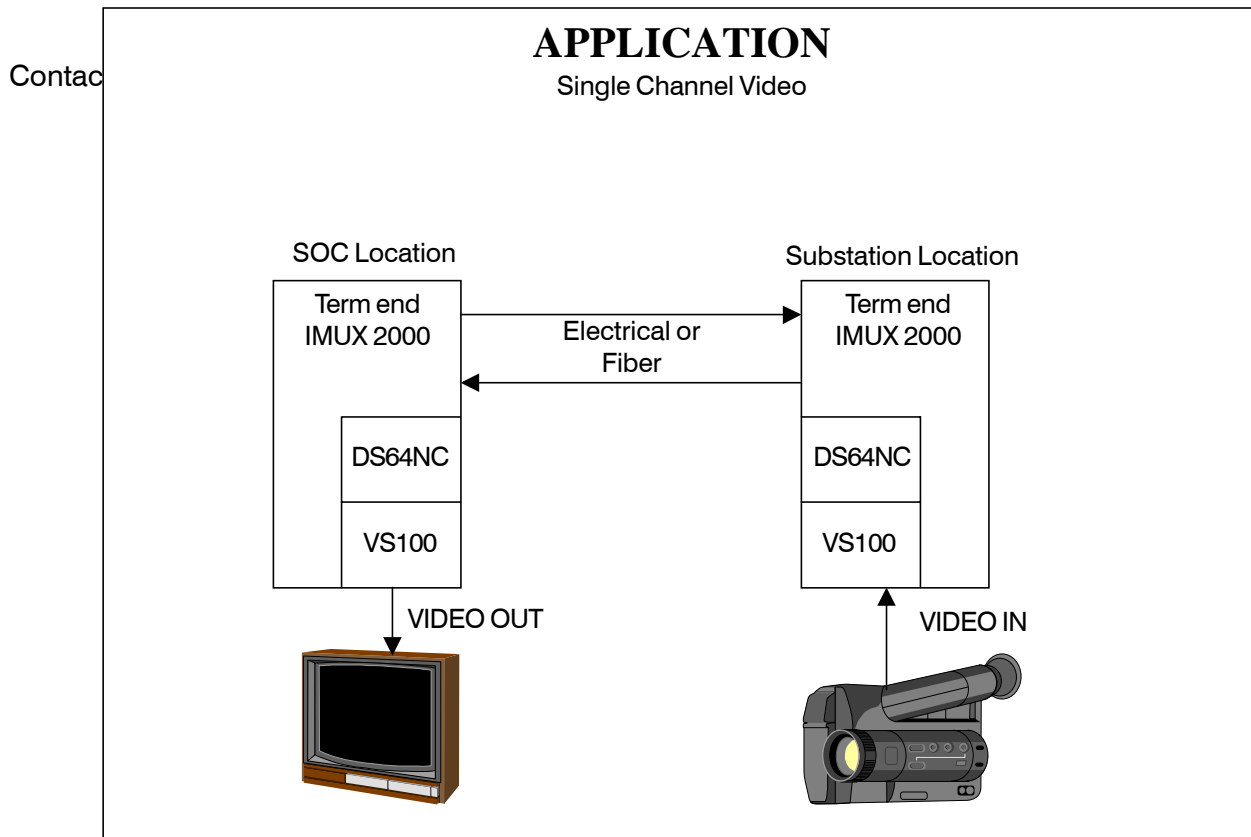 APPLICATION
Single Channel Video
Contac
SOC Location
Substation Location
Term end
IMUX 2000
Electrical or
Fiber
Term end
IMUX 2000
DS64NC
VS100
DS64NC
VS100
VIDEO OUT
VIDEO IN